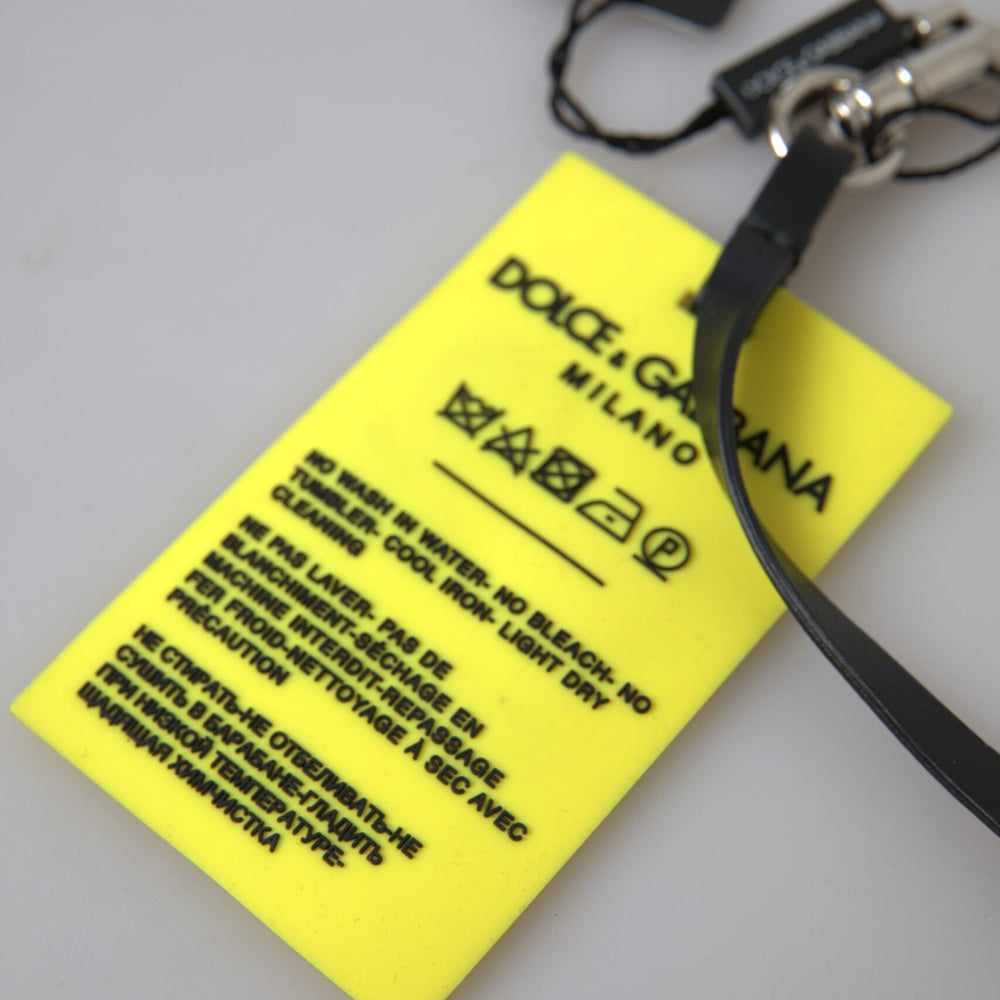 DOLCE & GABBANA
DOLCE & GABBANA
MILANO
P
NO WASH IN WATER- NO BLEACH- NO
TUMBLER- COOL IRON- LIGHT DRY
CLEANING
NE PAS LAVER- PAS DE
BLANCHIMENT-SÉCHAGE EN
MACHINE INTERDIT-REPASSAGE
FER FROID-NETTOYAGE À SEC AVEC
PRÉCAUTION
НЕ СТИРАТЬ-НЕ ОТБЕЛИВАТЬ-НЕ
СУШИТЬ В БАРАБАНЕ-ГЛАДИТЬ
ПРИ НИЗКОЙ ТЕМПЕРАТУРЕ-
ЩАДЯЩАЯ ХИМЧИСТКА